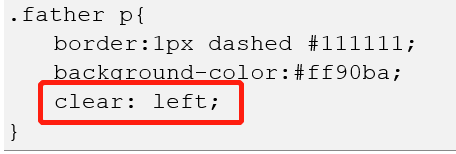 .father p{
border:1px dashed #111111;
background-color:#ff90ba;
clear: left;
}